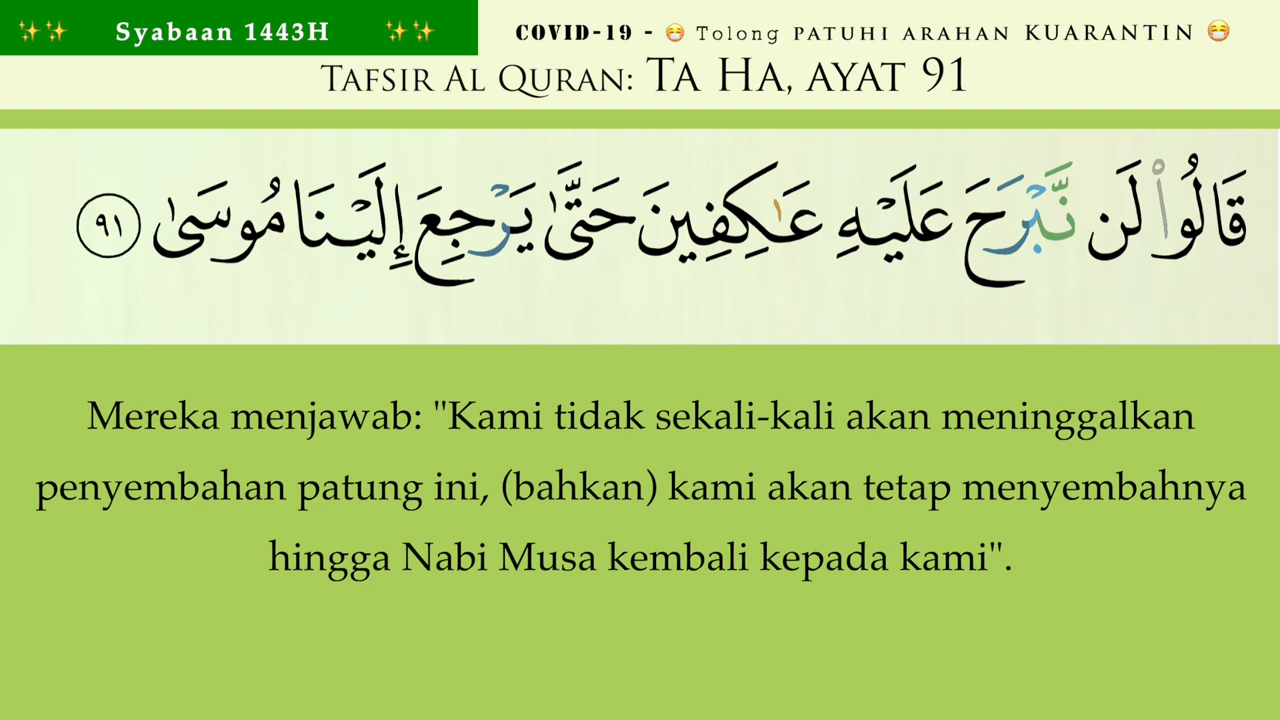 ✨✨ Syabaan 1443H ✨✨
COVID-19 - 😷 Tolong PATUHI ARAHAN KUARANTIN 😷
TAFSIR AL QURAN: TA HA, AYAT 91
قَالُوا۟ لَن نَّبْرَحَ عَلَيْهِ عَـٰكِفِينَ حَتَّىٰ يَرْجِعَ إِلَيْنَا مُوسَىٰ ٩١
Mereka menjawab: "Kami tidak sekali-kali akan meninggalkan
penyembahan patung ini, (bahkan) kami akan tetap menyembahnya
hingga Nabi Musa kembali kepada kami".